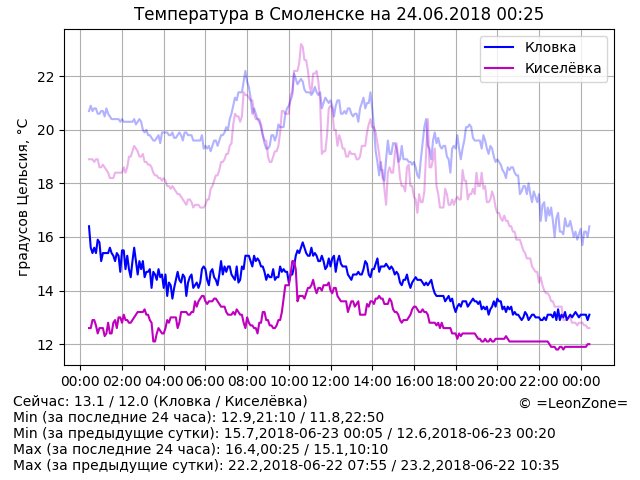 Температура в Смоленске на 24.06.2018 00:25
Кловка
Киселёвка
градусов Цельсия, °C
22
20
18
16
14
12
00:00 02:00 04:00 06:00 08:00 10:00 12:00 14:00 16:00 18:00 20:00 22:00 00:00
Сейчас: 13.1 / 12.0 (Кловка / Киселёвка)
© =LeonZone=
Min (за последние 24 часа): 12.9,21:10 / 11.8,22:50
Min (за предыдущие сутки): 15.7,2018-06-23 00:05 / 12.6,2018-06-23 00:20
Max (за последние 24 часа): 16.4,00:25 / 15.1,10:10
Max (за предыдущие сутки): 22.2,2018-06-22 07:55 / 23.2,2018-06-22 10:35